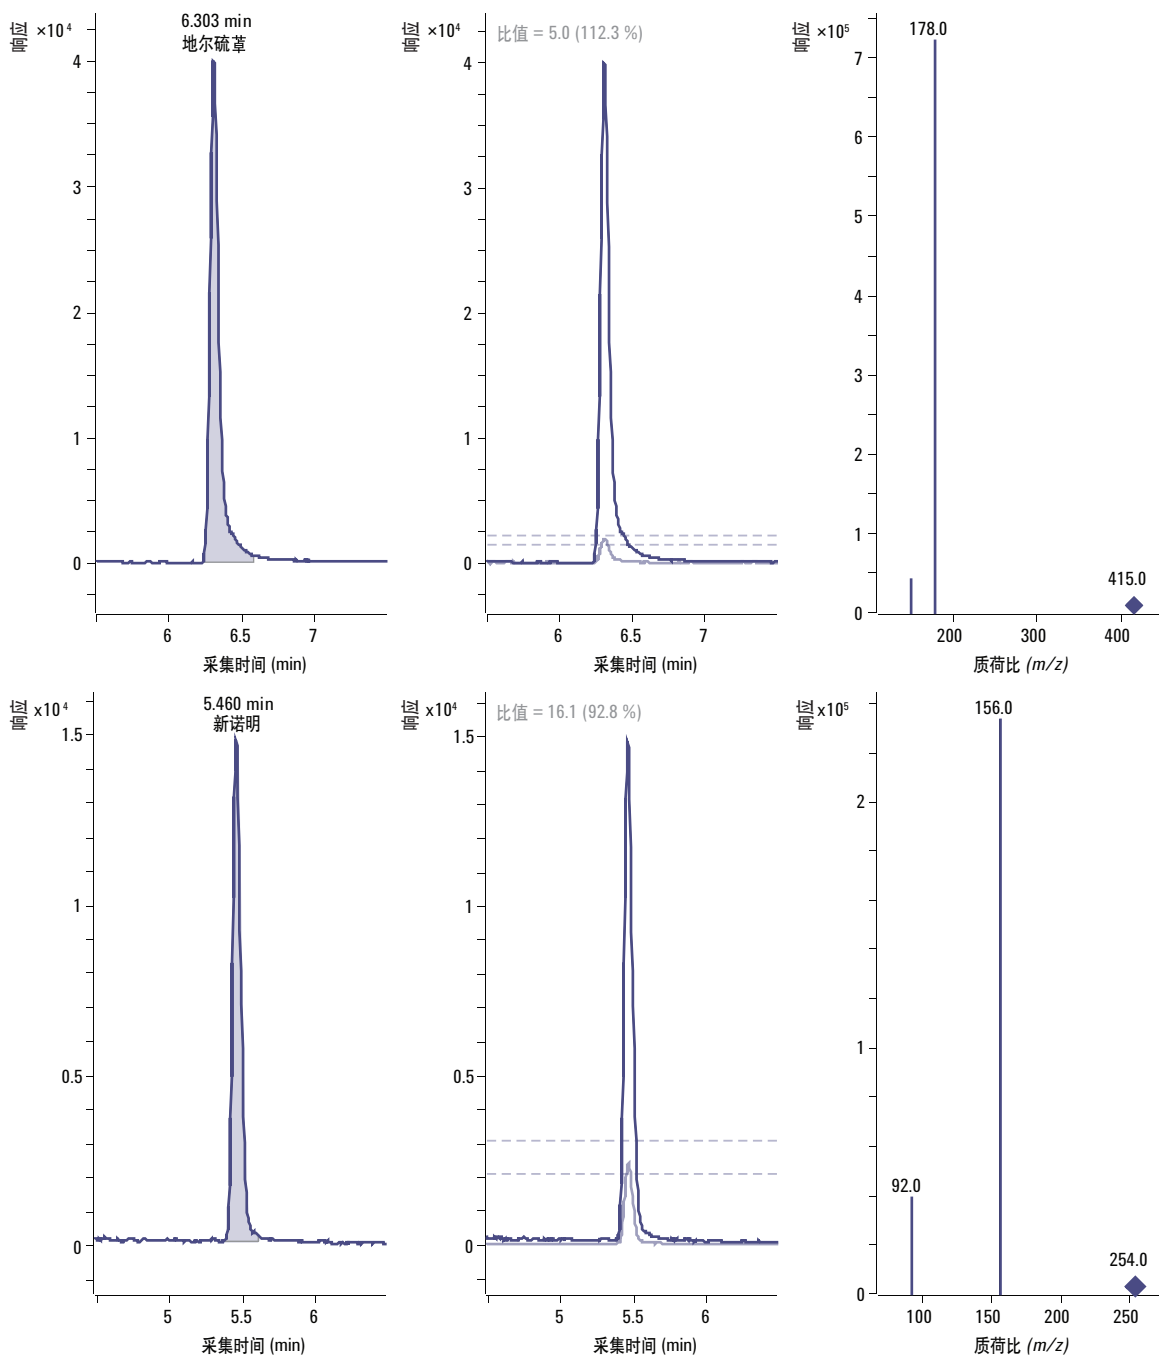 响应
×10⁴
6.303 min
地尔硫䓬
4
3
2
1
0
6
6.5
7
采集时间 (min)
响应
×10⁴
比值 = 5.0 (112.3 %)
4
3
2
1
0
6
6.5
7
采集时间 (min)
响应
×10⁵
178.0
7
6
5
4
3
2
1
0
415.0
200
300
400
质荷比 (m/z)
响应
x10⁴
5.460 min
新诺明
1.5
1
0.5
0
5
5.5
6
采集时间 (min)
响应
x10⁴
比值 = 16.1 (92.8 %)
1.5
1
0.5
0
5
5.5
6
采集时间 (min)
响应
x10⁵
156.0
2
1
0
92.0
254.0
100
150
200
250
质荷比 (m/z)